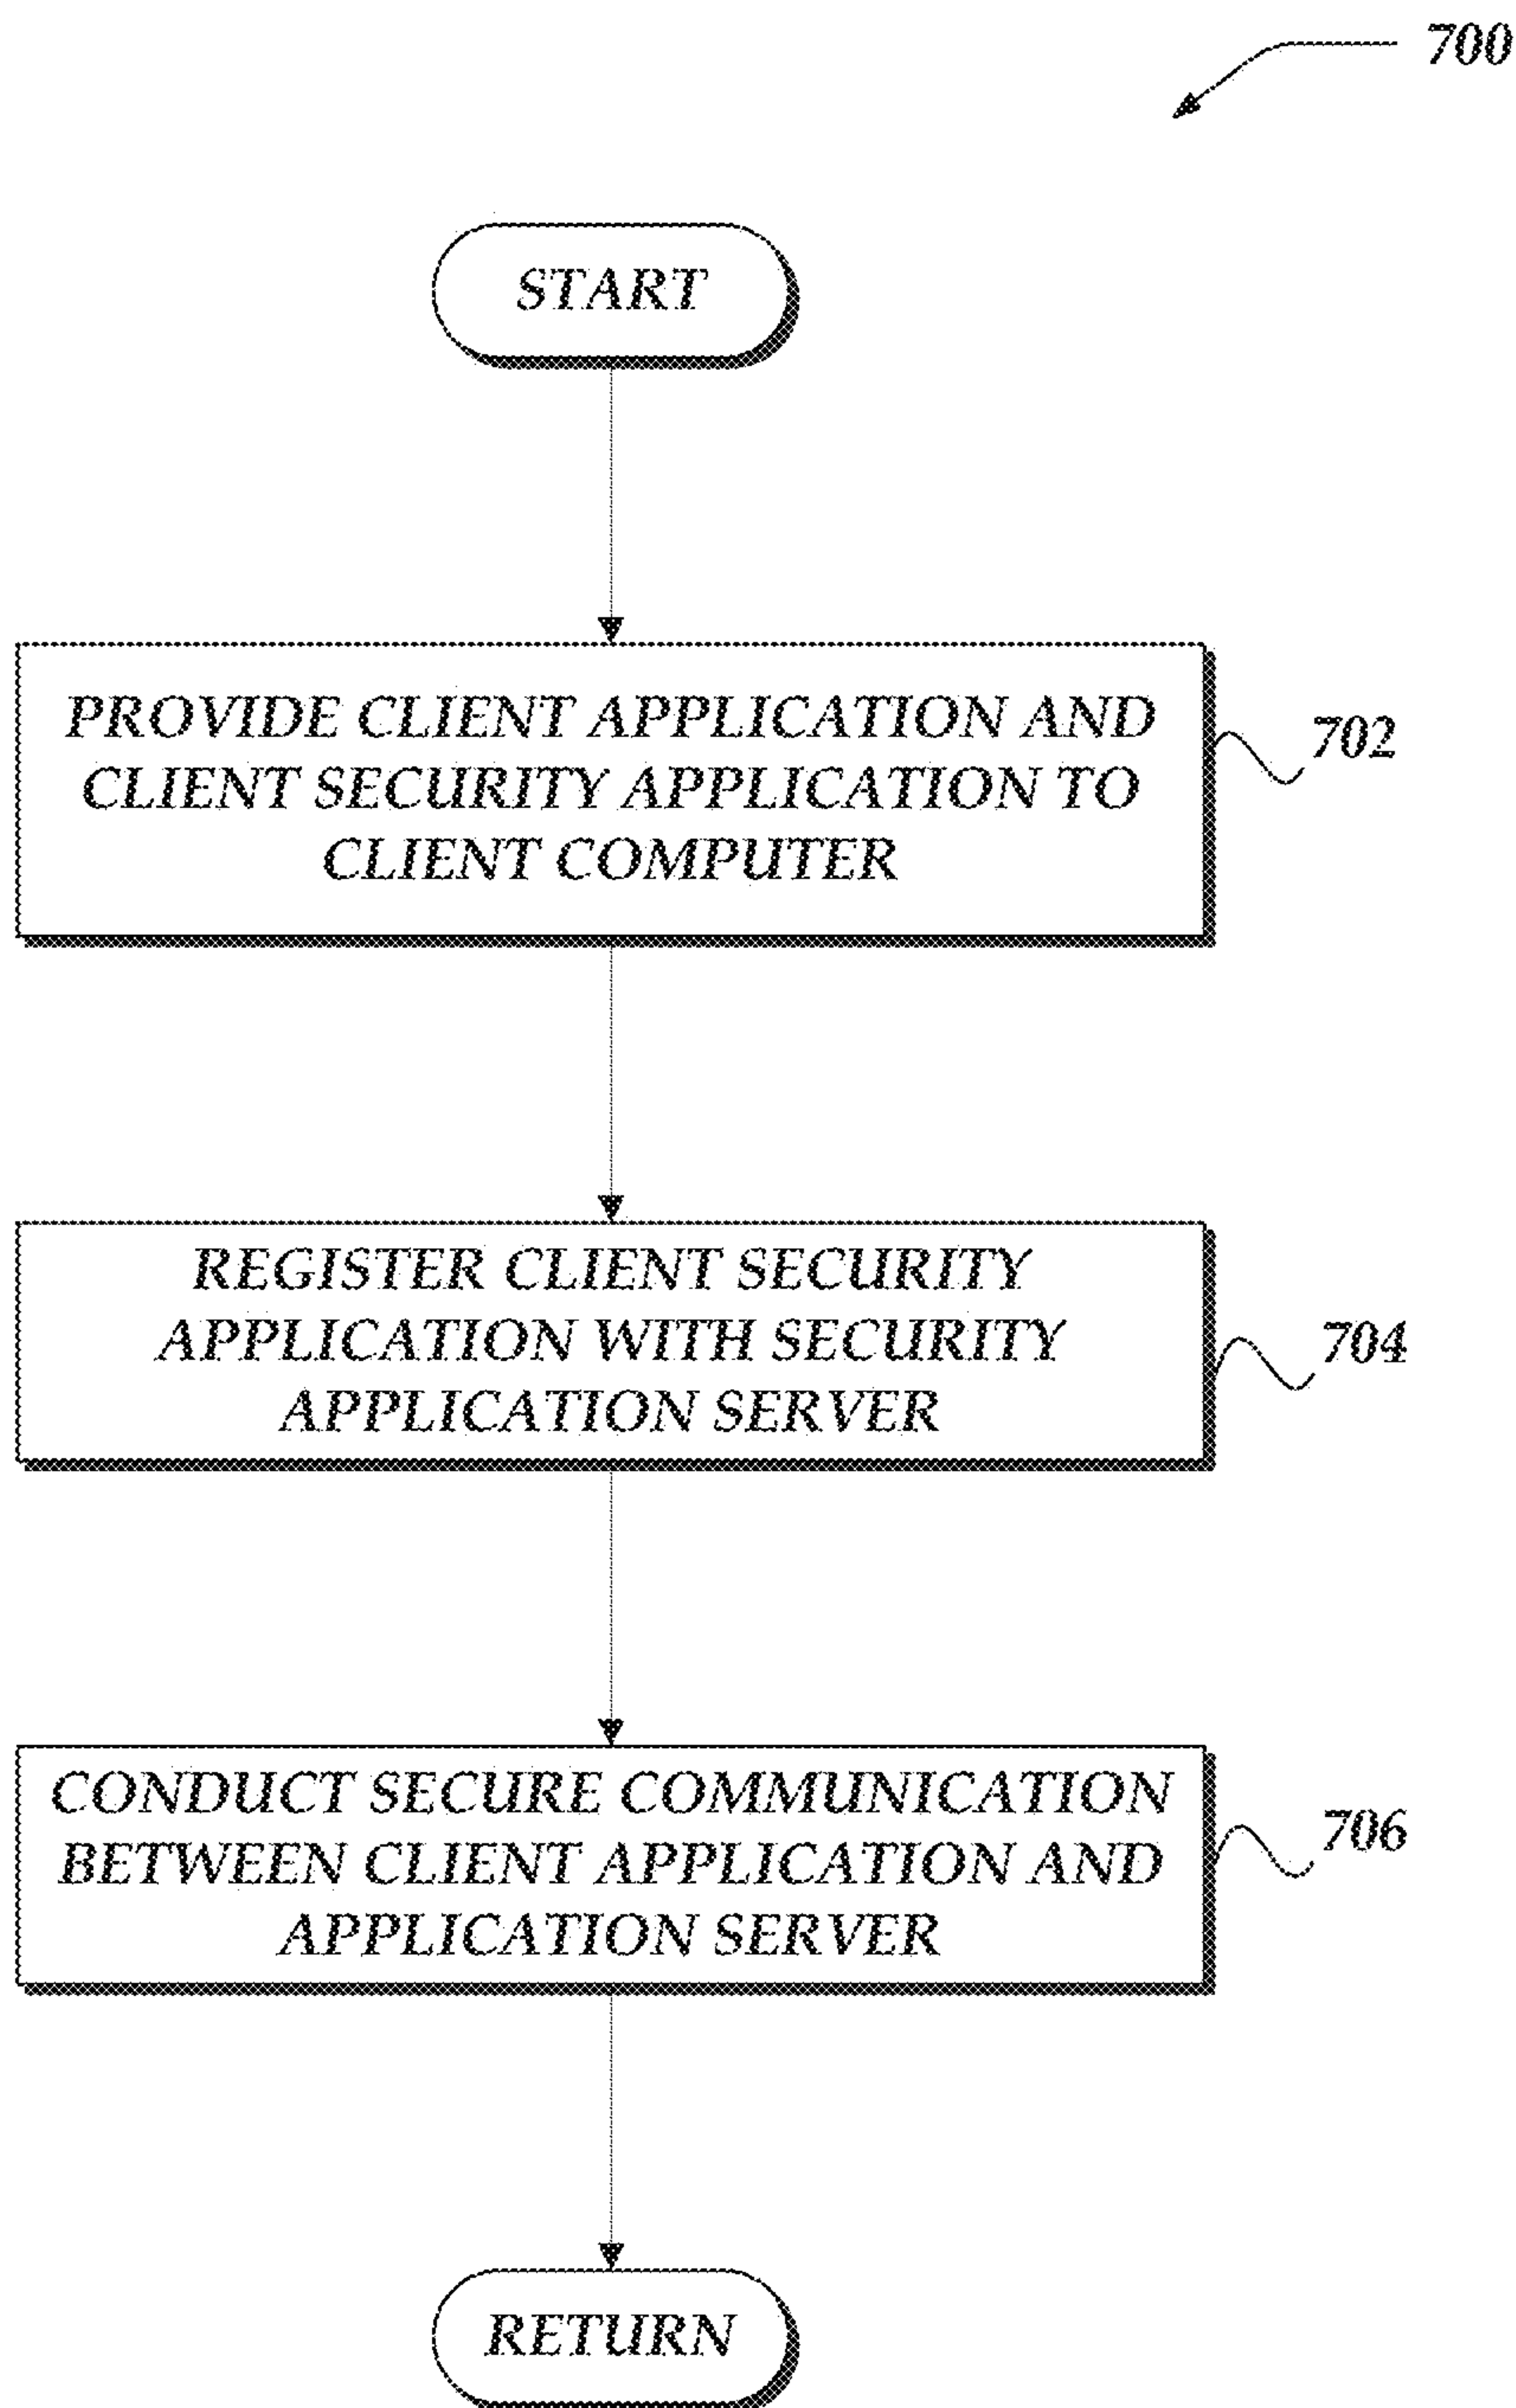 700
START
PROVIDE CLIENT APPLICATION AND
CLIENT SECURITY APPLICATION TO
CLIENT COMPUTER
702
REGISTER CLIENT SECURITY
APPLICATION WITH SECURITY
APPLICATION SERVER
704
CONDUCT SECURE COMMUNICATION
BETWEEN CLIENT APPLICATION AND
APPLICATION SERVER
706
RETURN